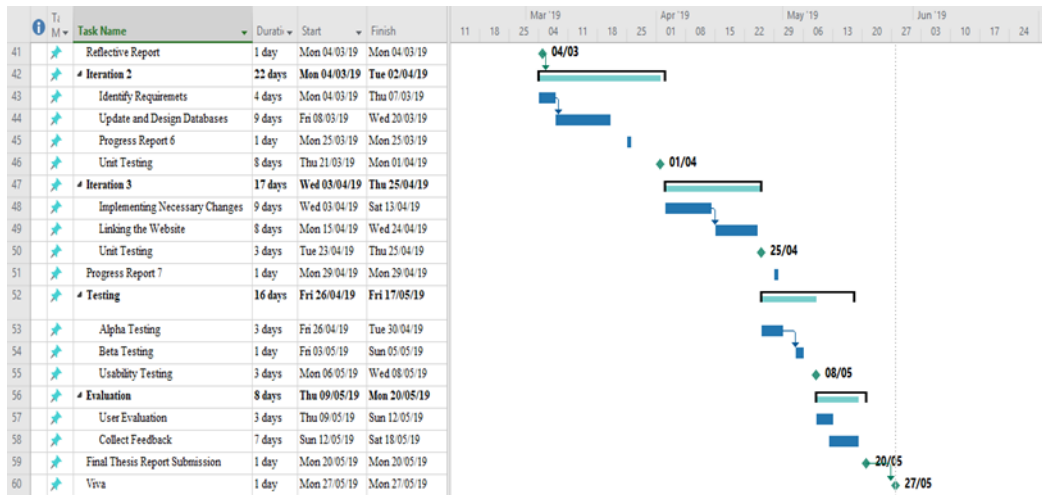 Mar '19 Apr '19 May '19 Jun '19
Ta M Task Name Durati Start Finish 11 18 25 04 11 18 25 01 08 15 22 29 06 13 20 27 03 10 17 24
41 Reflective Report 1 day Mon 04/03/19 Mon 04/03/19 04/03
42 Iteration 2 22 days Mon 04/03/19 Tue 02/04/19
43 Identify Requiremets 4 days Mon 04/03/19 Thu 07/03/19
44 Update and Design Databases 9 days Fri 08/03/19 Wed 20/03/19
45 Progress Report 6 1 day Mon 25/03/19 Mon 25/03/19
46 Unit Testing 8 days Thu 21/03/19 Mon 01/04/19 01/04
47 Iteration 3 17 days Wed 03/04/19 Thu 25/04/19
48 Implementing Necessary Changes 9 days Wed 03/04/19 Sat 13/04/19
49 Linking the Website 8 days Mon 15/04/19 Wed 24/04/19
50 Unit Testing 3 days Tue 23/04/19 Thu 25/04/19 25/04
51 Progress Report 7 1 day Mon 29/04/19 Mon 29/04/19
52 Testing 16 days Fri 26/04/19 Fri 17/05/19
53 Alpha Testing 3 days Fri 26/04/19 Tue 30/04/19
54 Beta Testing 1 day Fri 03/05/19 Sun 05/05/19
55 Usability Testing 3 days Mon 06/05/19 Wed 08/05/19 08/05
56 Evaluation 8 days Thu 09/05/19 Mon 20/05/19
57 User Evaluation 3 days Thu 09/05/19 Sun 12/05/19
58 Collect Feedback 7 days Sun 12/05/19 Sat 18/05/19
59 Final Thesis Report Submission 1 day Mon 20/05/19 Mon 20/05/19 20/05
60 Viva 1 day Mon 27/05/19 Mon 27/05/19 27/05